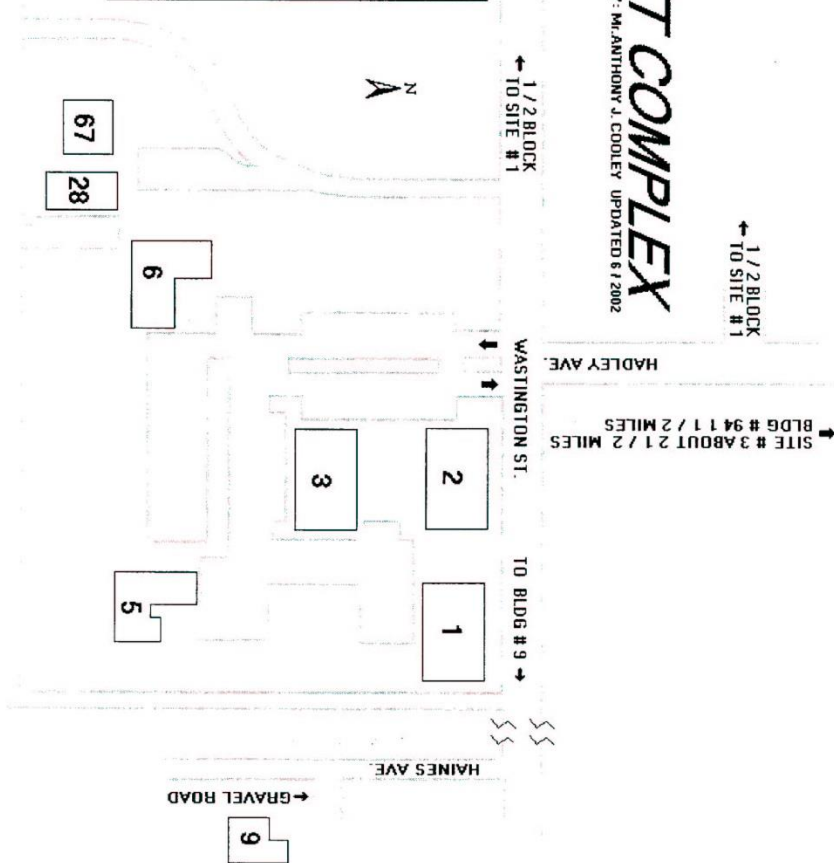 T COMPLEX
: Mr.ANTHONY J. COOLEY UPDATED 6 / 2002
← 1 / 2 BLOCK
TO SITE # 1
← 1 / 2 BLOCK
TO SITE # 1
N
HADLEY AVE.
SITE # 3 ABOUT 2 1 / 2 MILES
BLDG # 94 1 1 / 2 MILES
WASTINGTON ST.
TO BLDG # 9 →
67
28
6
3
2
5
1
HAINES AVE.
GRAVEL ROAD
9